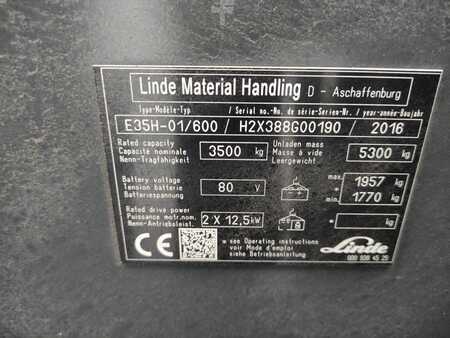 Linde Material Handling D - Aschaffenburg
Type-Modèle-Typ / Serial no.-No. de série-Serien-Nr. / year-année-Baujahr
E35H-01/600 / H2X388G00190 / 2016
Rated capacity
Capacité nominale
Nenn-Tragfähigkeit
3500 kg
Unladen mass
Masse à vide
Leergewicht
5300 kg
Battery voltage
Tension batterie
Batteriespannung
80 V
max. 1957 kg
*
min. 1770 kg
Rated drive power
Puissance motr.nom.
Nenn-Antriebsleist.
2 X 12,5 kW
* kg
CE
* see Operating instructions
voir Mode d'emploi
siehe Betriebsanleitung
Linde
000 938 45 25